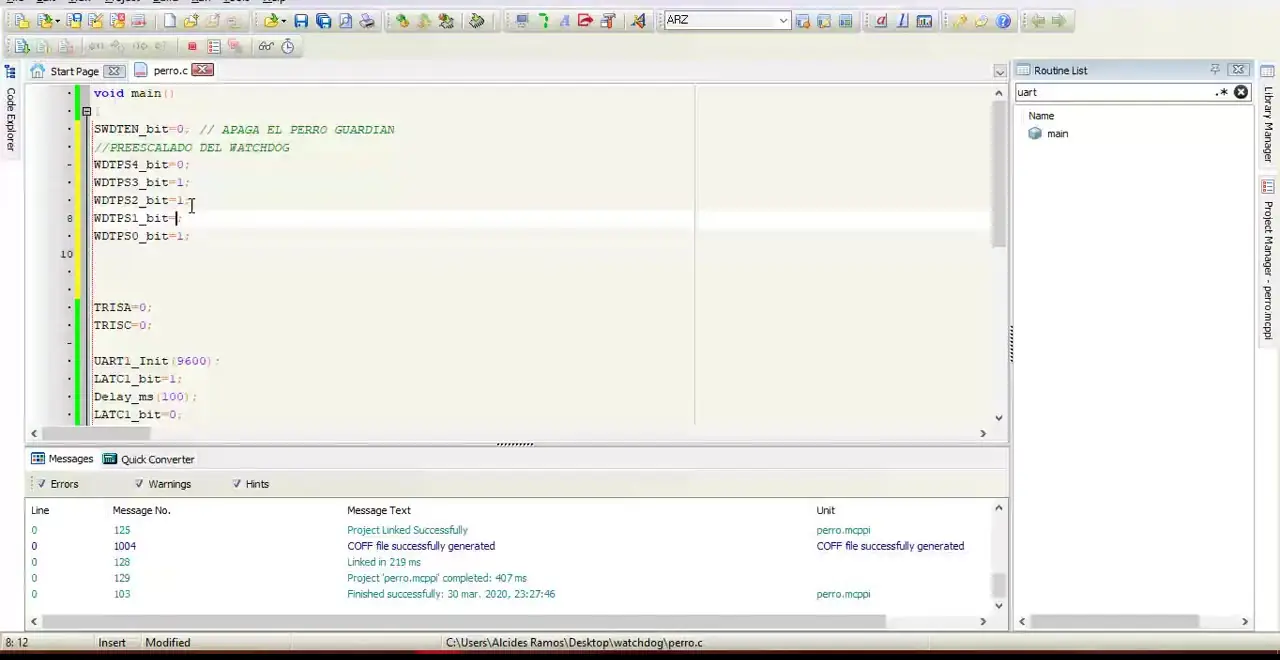 ARZ
Start Page
perro.c
Routine List
Code Explorer
void main()
SWDTEN_bit=0; // APAGA EL PERRO GUARDIAN
//PREESCALADO DEL WATCHDOG
WDTPS4_bit=0;
WDTPS3_bit=1;
WDTPS2_bit=1;
8 WDTPS1_bit=;
WDTPS0_bit=1;
10
TRISA=0;
TRISC=0;
UART1_Init(9600);
LATC1_bit=1;
Delay_ms(100);
LATC1_bit=0;
uart
.*
Name
main
Library Manager
Project Manager - perro.mcppi
Messages
Quick Converter
Errors
Warnings
Hints
Line Message No. Message Text Unit
0 125 Project Linked Successfully perro.mcppi
0 1004 COFF file successfully generated COFF file successfully generated
0 128 Linked in 219 ms
0 129 Project 'perro.mcppi' completed: 407 ms
0 103 Finished successfully: 30 mar. 2020, 23:27:46 perro.mcppi
8: 12 Insert Modified C:\Users\Alcides Ramos\Desktop\watchdog\perro.c